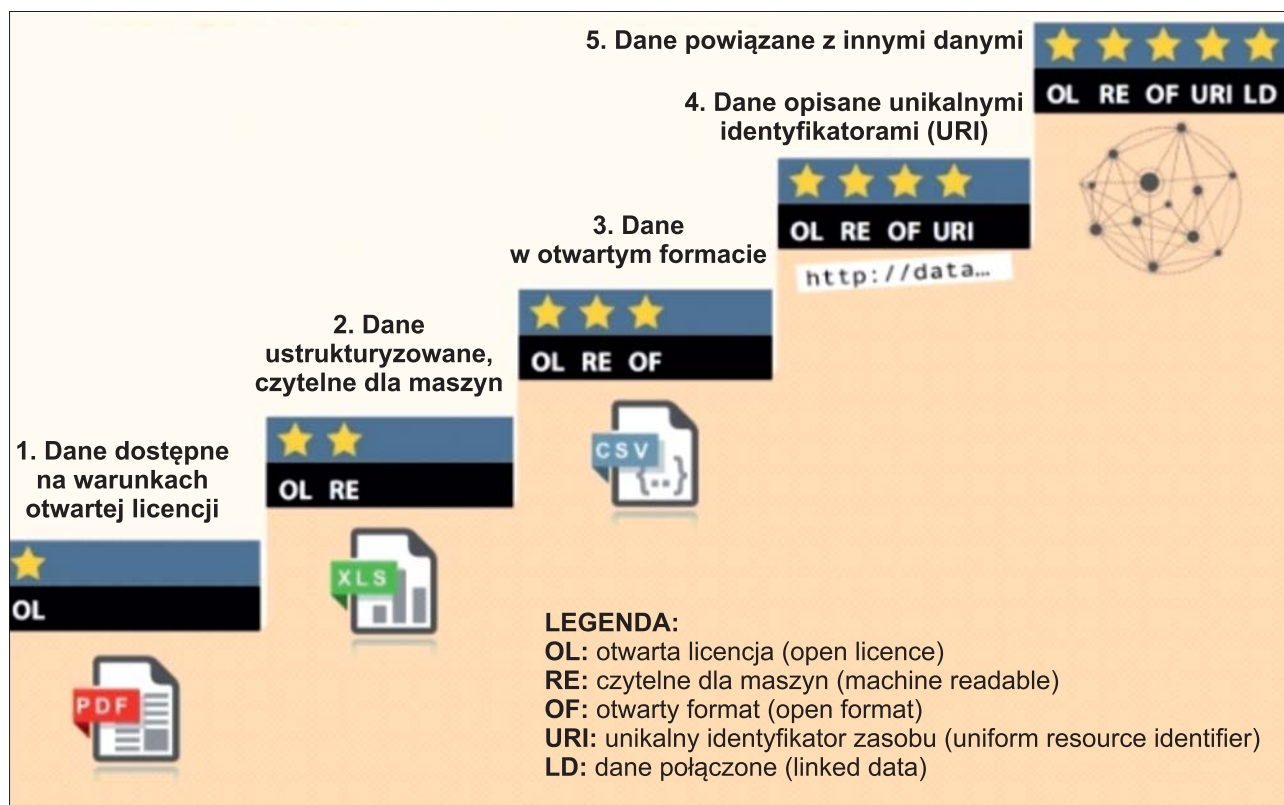 1. Dane dostępne
na warunkach
otwartej licencji
OL
PDF
2. Dane
ustrukturyzowane,
czytelne dla maszyn
OL RE
XLS
3. Dane
w otwartym formacie
OL RE OF
CSV
{..}
4. Dane opisane unikalnymi
identyfikatorami (URI)
OL RE OF URI
http://data...
5. Dane powiązane z innymi danymi
OL RE OF URI LD
LEGENDA:
OL: otwarta licencja (open licence)
RE: czytelne dla maszyn (machine readable)
OF: otwarty format (open format)
URI: unikalny identyfikator zasobu (uniform resource identifier)
LD: dane połączone (linked data)